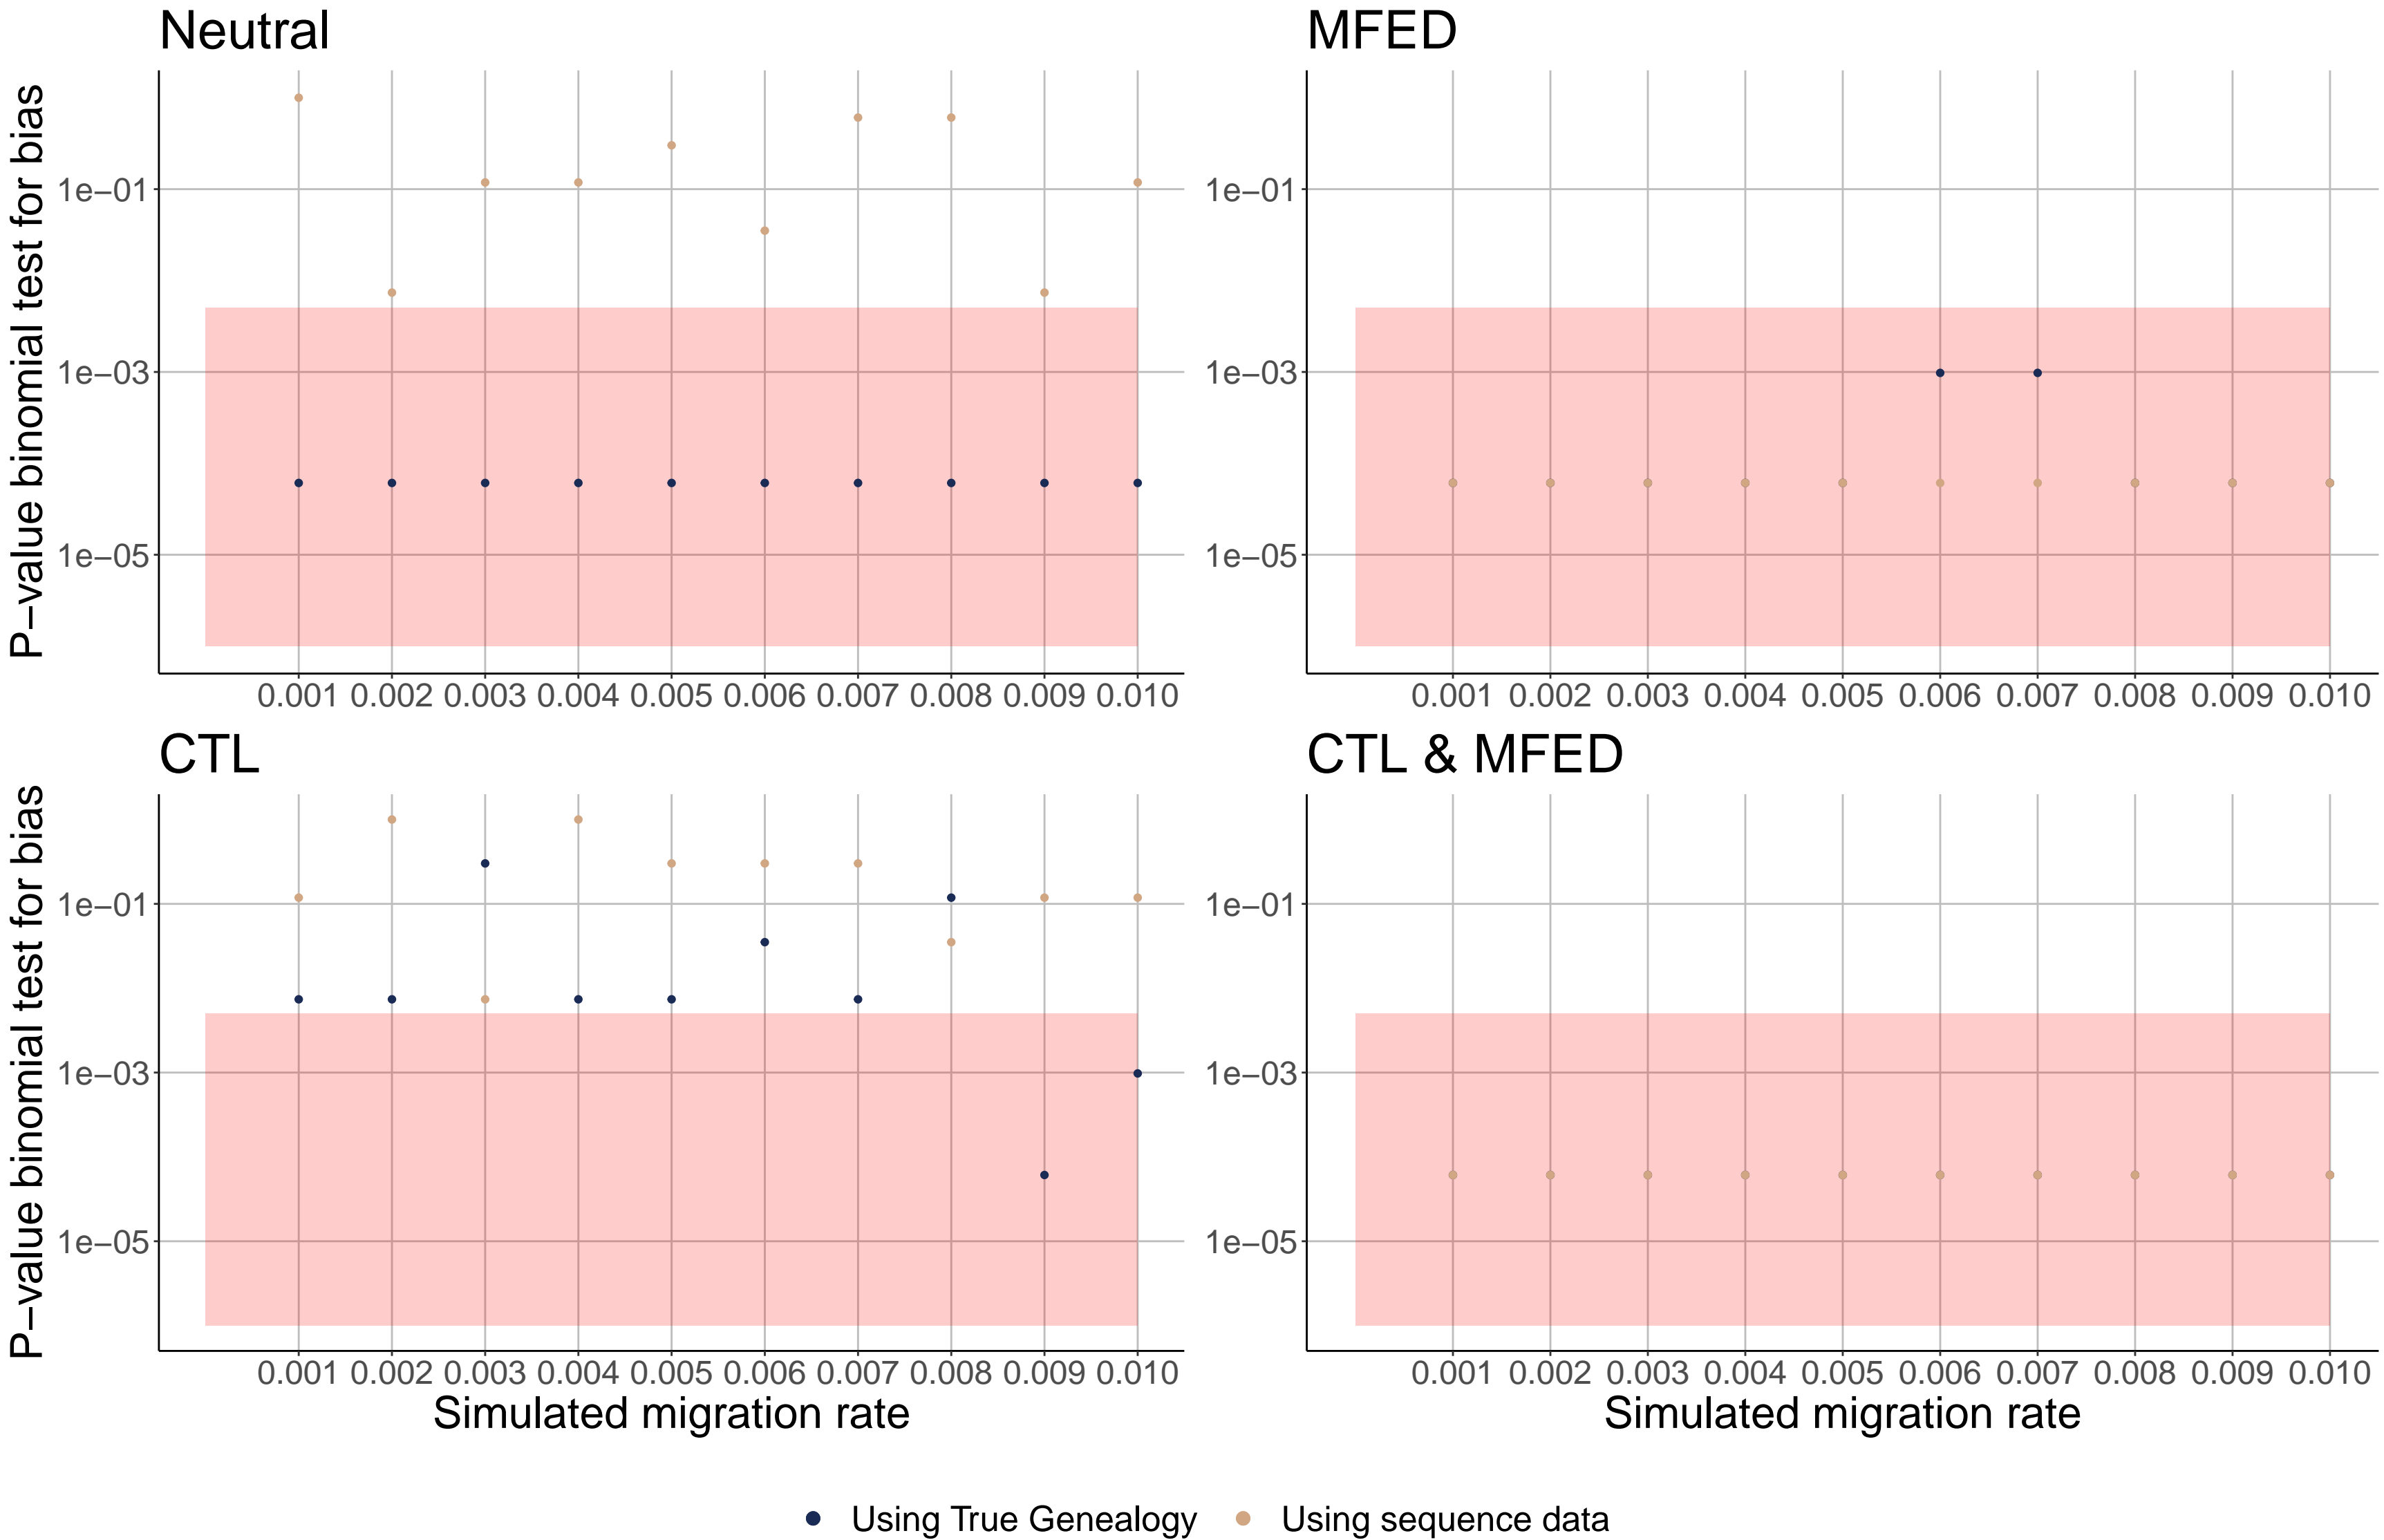 Neutral
MFED
P−value binomial test for bias
1e−01
1e−03
1e−05
1e−01
1e−03
1e−05
0.001 0.002 0.003 0.004 0.005 0.006 0.007 0.008 0.009 0.010
0.001 0.002 0.003 0.004 0.005 0.006 0.007 0.008 0.009 0.010
CTL
CTL & MFED
P−value binomial test for bias
1e−01
1e−03
1e−05
1e−01
1e−03
1e−05
0.001 0.002 0.003 0.004 0.005 0.006 0.007 0.008 0.009 0.010
0.001 0.002 0.003 0.004 0.005 0.006 0.007 0.008 0.009 0.010
Simulated migration rate
Simulated migration rate
Using True Genealogy
Using sequence data